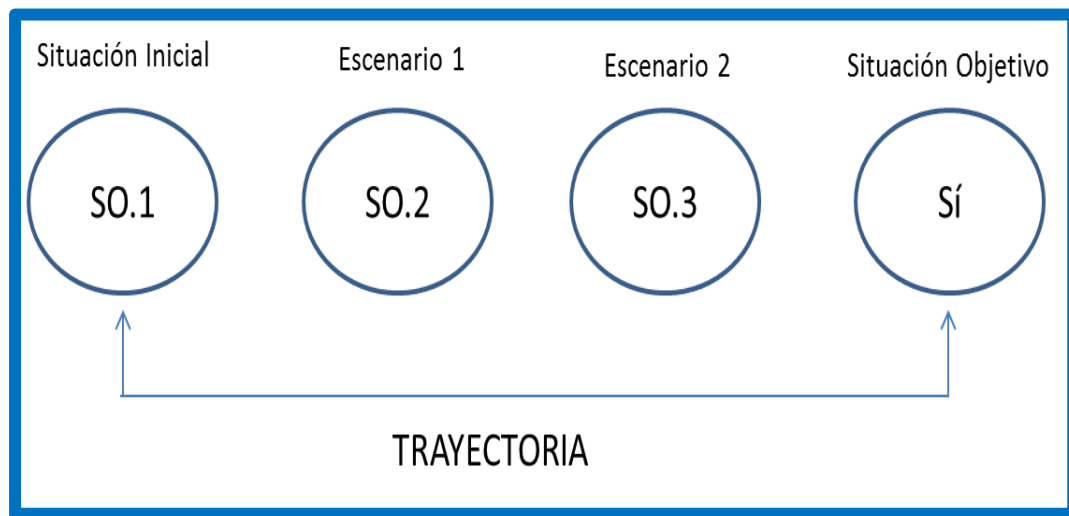 Situación Inicial
Escenario 1
Escenario 2
Situación Objetivo
SO.1
SO.2
SO.3
Sí
TRAYECTORIA